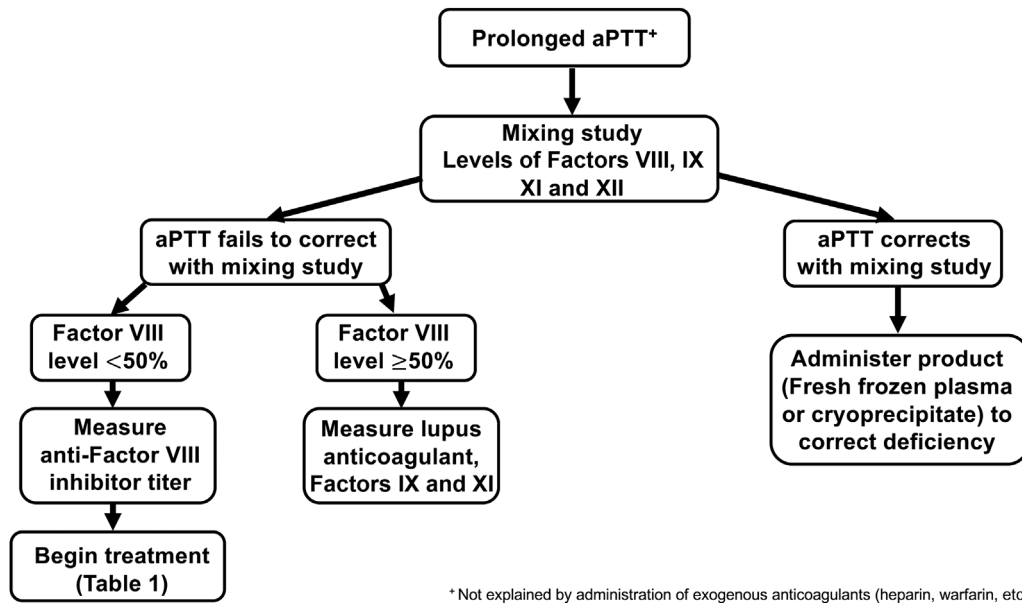 Prolonged aPTT⁺
Mixing study
Levels of Factors VIII, IX
XI and XII
aPTT fails to correct
with mixing study
aPTT corrects
with mixing study
Factor VIII
level <50%
Factor VIII
level ≥50%
Administer product
(Fresh frozen plasma
or cryoprecipitate) to
correct deficiency
Measure
anti-Factor VIII
inhibitor titer
Measure lupus
anticoagulant,
Factors IX and XI
Begin treatment
(Table 1)
⁺ Not explained by administration of exogenous anticoagulants (heparin, warfarin, etc